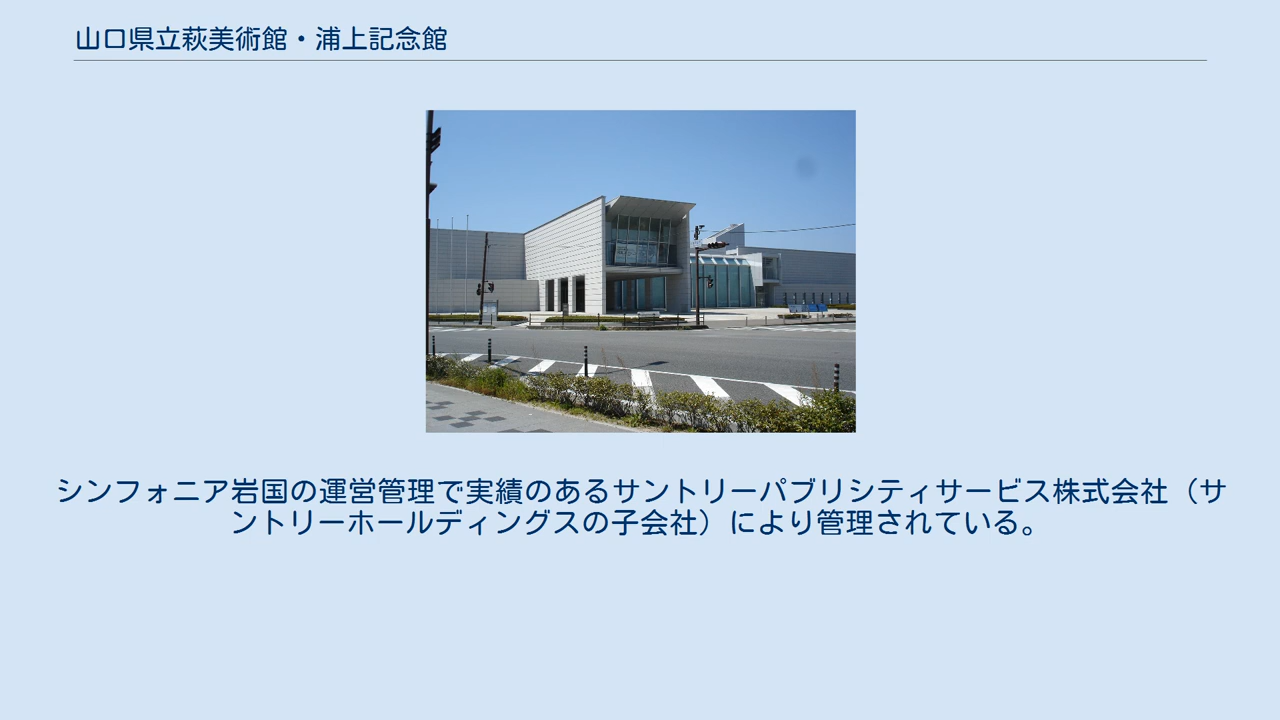 山口県立萩美術館・浦上記念館
シンフォニア岩国の運営管理で実績のあるサントリーパブリシティサービス株式会社（サ
ントリーホールディングスの子会社）により管理されている。